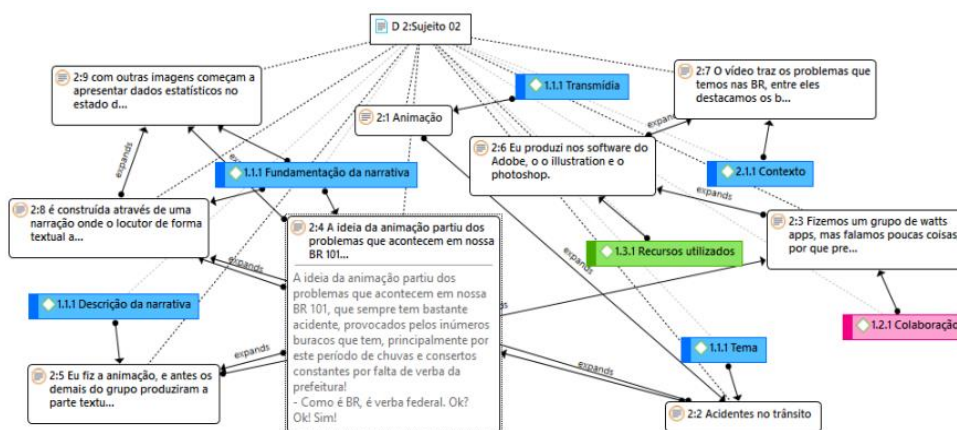 D 2:Sujeito 02
2:9 com outras imagens começam a
apresentar dados estatísticos no
estado d...
1.1.1 Transmídia
2:7 O vídeo traz os problemas que
temos nas BR, entre eles
destacamos os b...
2:1 Animação
2:6 Eu produzi nos software do
Adobe, o o illustration e o
photoshop.
expands
expands
1.1.1 Fundamentação da narrativa
2.1.1 Contexto
expands
2:8 é construída através de uma
narração onde o locutor de forma
textual a...
2:4 A ideia da animação partiu dos
problemas que acontecem em nossa
BR 101...
2:3 Fizemos um grupo de watts
apps, mas falamos poucas coisas
por que pre...
1.3.1 Recursos utilizados
expands
expands
A ideia da animação partiu dos
problemas que acontecem em nossa
BR 101, que sempre tem bastante
acidente, provocados pelos inúmeros
buracos que tem, principalmente por
este período de chuvas e consertos
constantes por falta de verba da
prefeitura!
- Como é BR, é verba federal. Ok?
Ok! Sim!
1.1.1 Descrição da narrativa
1.2.1 Colaboração
1.1.1 Tema
expands
2:5 Eu fiz a animação, e antes os
demais do grupo produziram a
parte textu...
2:2 Acidentes no trânsito